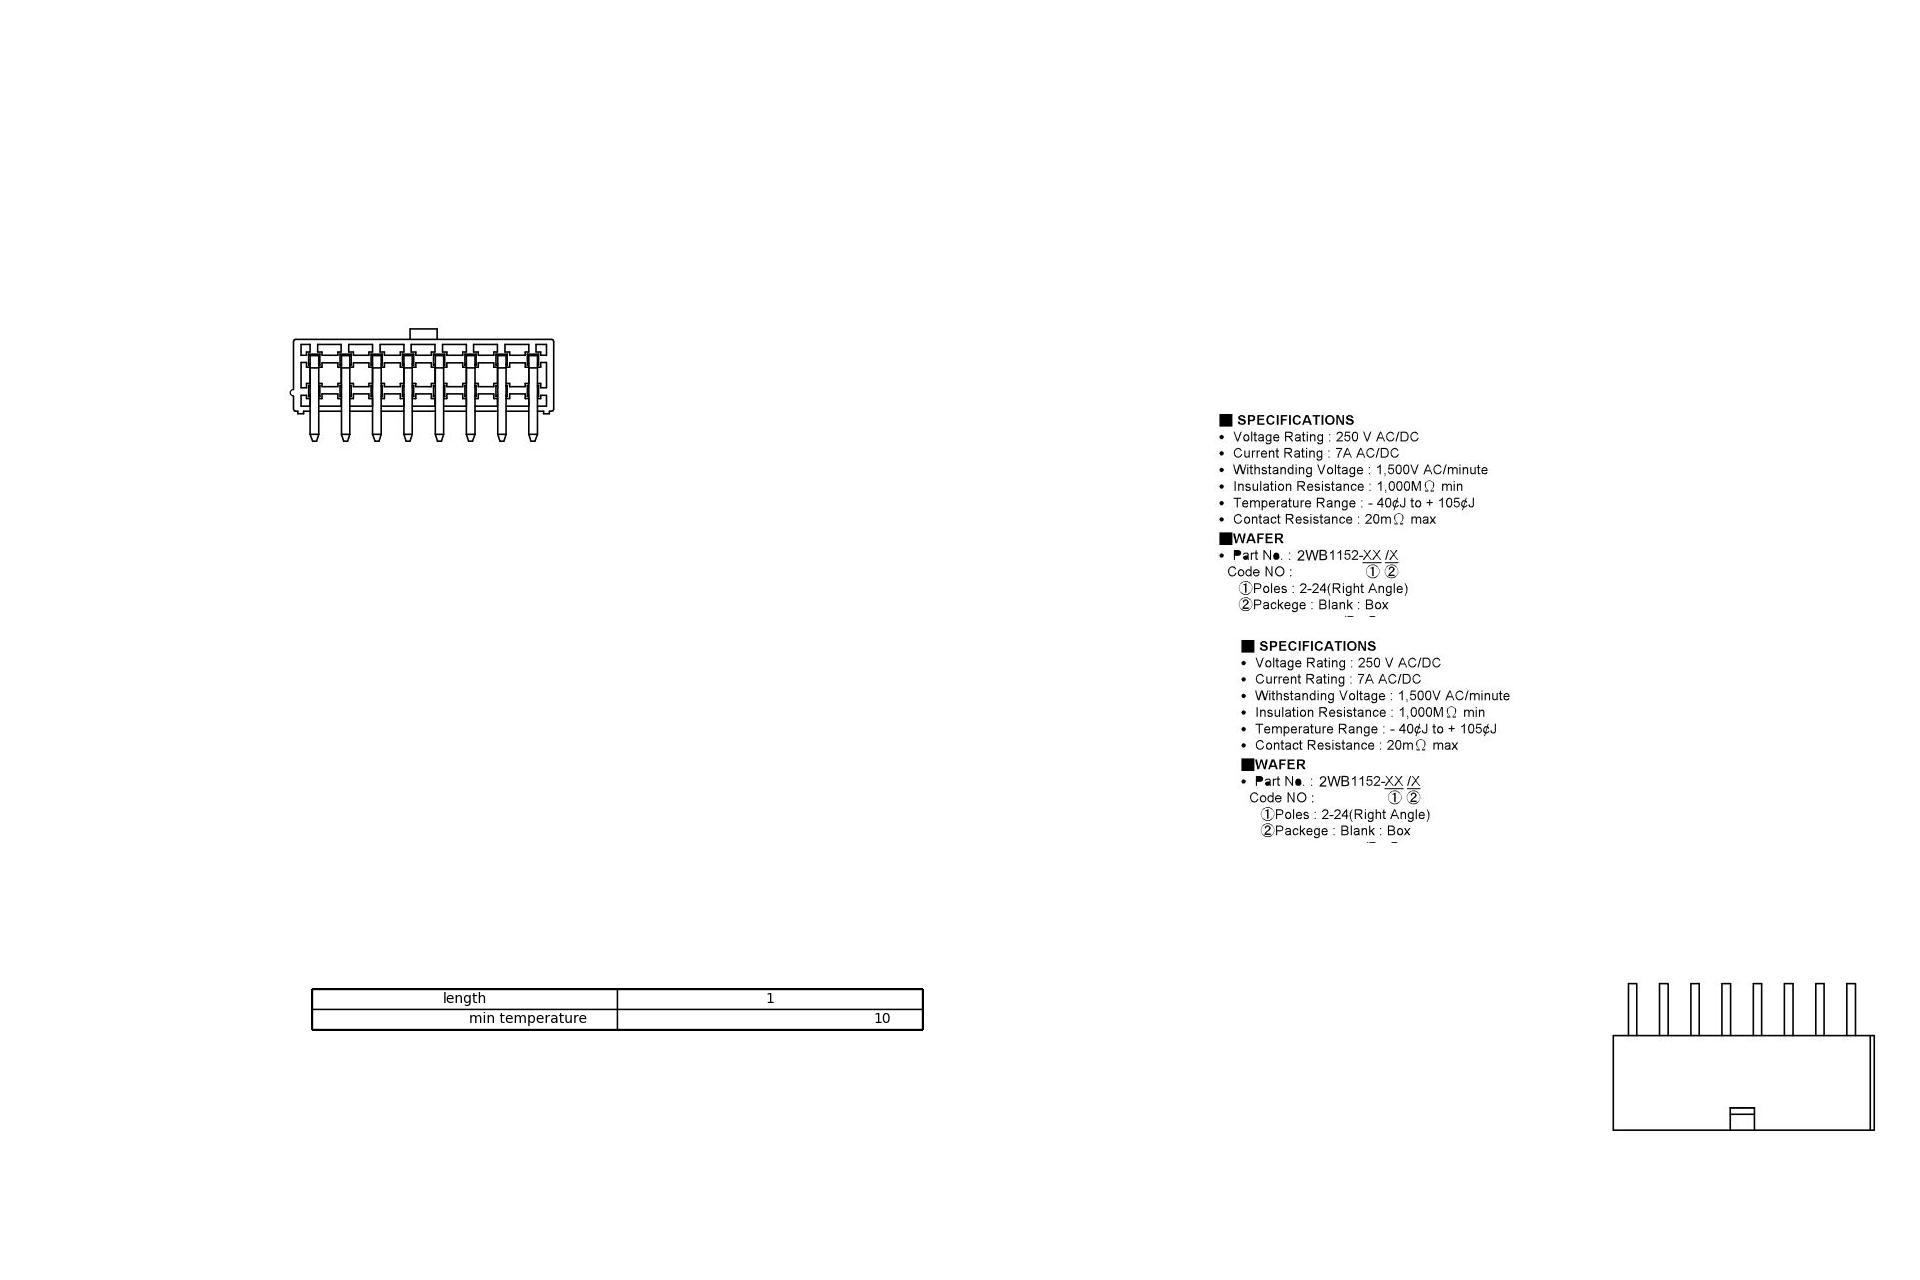 ■ SPECIFICATIONS
• Voltage Rating : 250 V AC/DC
• Current Rating : 7A AC/DC
• Withstanding Voltage : 1,500V AC/minute
• Insulation Resistance : 1,000MΩ min
• Temperature Range : - 40¢J to + 105¢J
• Contact Resistance : 20mΩ max
■WAFER
• Part No. : 2WB1152-XX /X
Code NO : ① ②
①Poles : 2-24(Right Angle)
②Packege : Blank : Box
■ SPECIFICATIONS
• Voltage Rating : 250 V AC/DC
• Current Rating : 7A AC/DC
• Withstanding Voltage : 1,500V AC/minute
• Insulation Resistance : 1,000MΩ min
• Temperature Range : - 40¢J to + 105¢J
• Contact Resistance : 20mΩ max
■WAFER
• Part No. : 2WB1152-XX /X
Code NO : ① ②
①Poles : 2-24(Right Angle)
②Packege : Blank : Box
length 1
min temperature 10